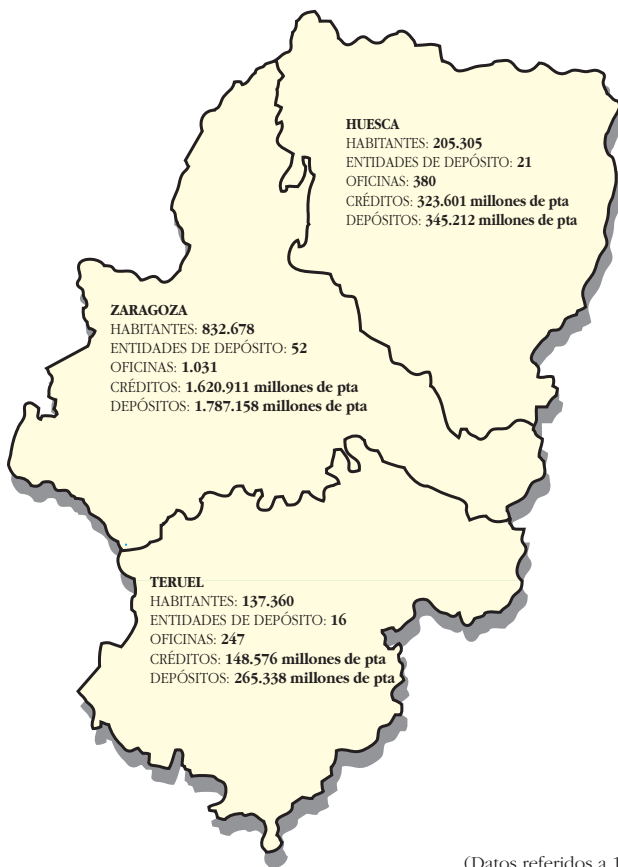 HUESCA
HABITANTES: 205.305
ENTIDADES DE DEPÓSITO: 21
OFICINAS: 380
CRÉDITOS: 323.601 millones de pta
DEPÓSITOS: 345.212 millones de pta
ZARAGOZA
HABITANTES: 832.678
ENTIDADES DE DEPÓSITO: 52
OFICINAS: 1.031
CRÉDITOS: 1.620.911 millones de pta
DEPÓSITOS: 1.787.158 millones de pta
TERUEL
HABITANTES: 137.360
ENTIDADES DE DEPÓSITO: 16
OFICINAS: 247
CRÉDITOS: 148.576 millones de pta
DEPÓSITOS: 265.338 millones de pta
(Datos referidos a 1